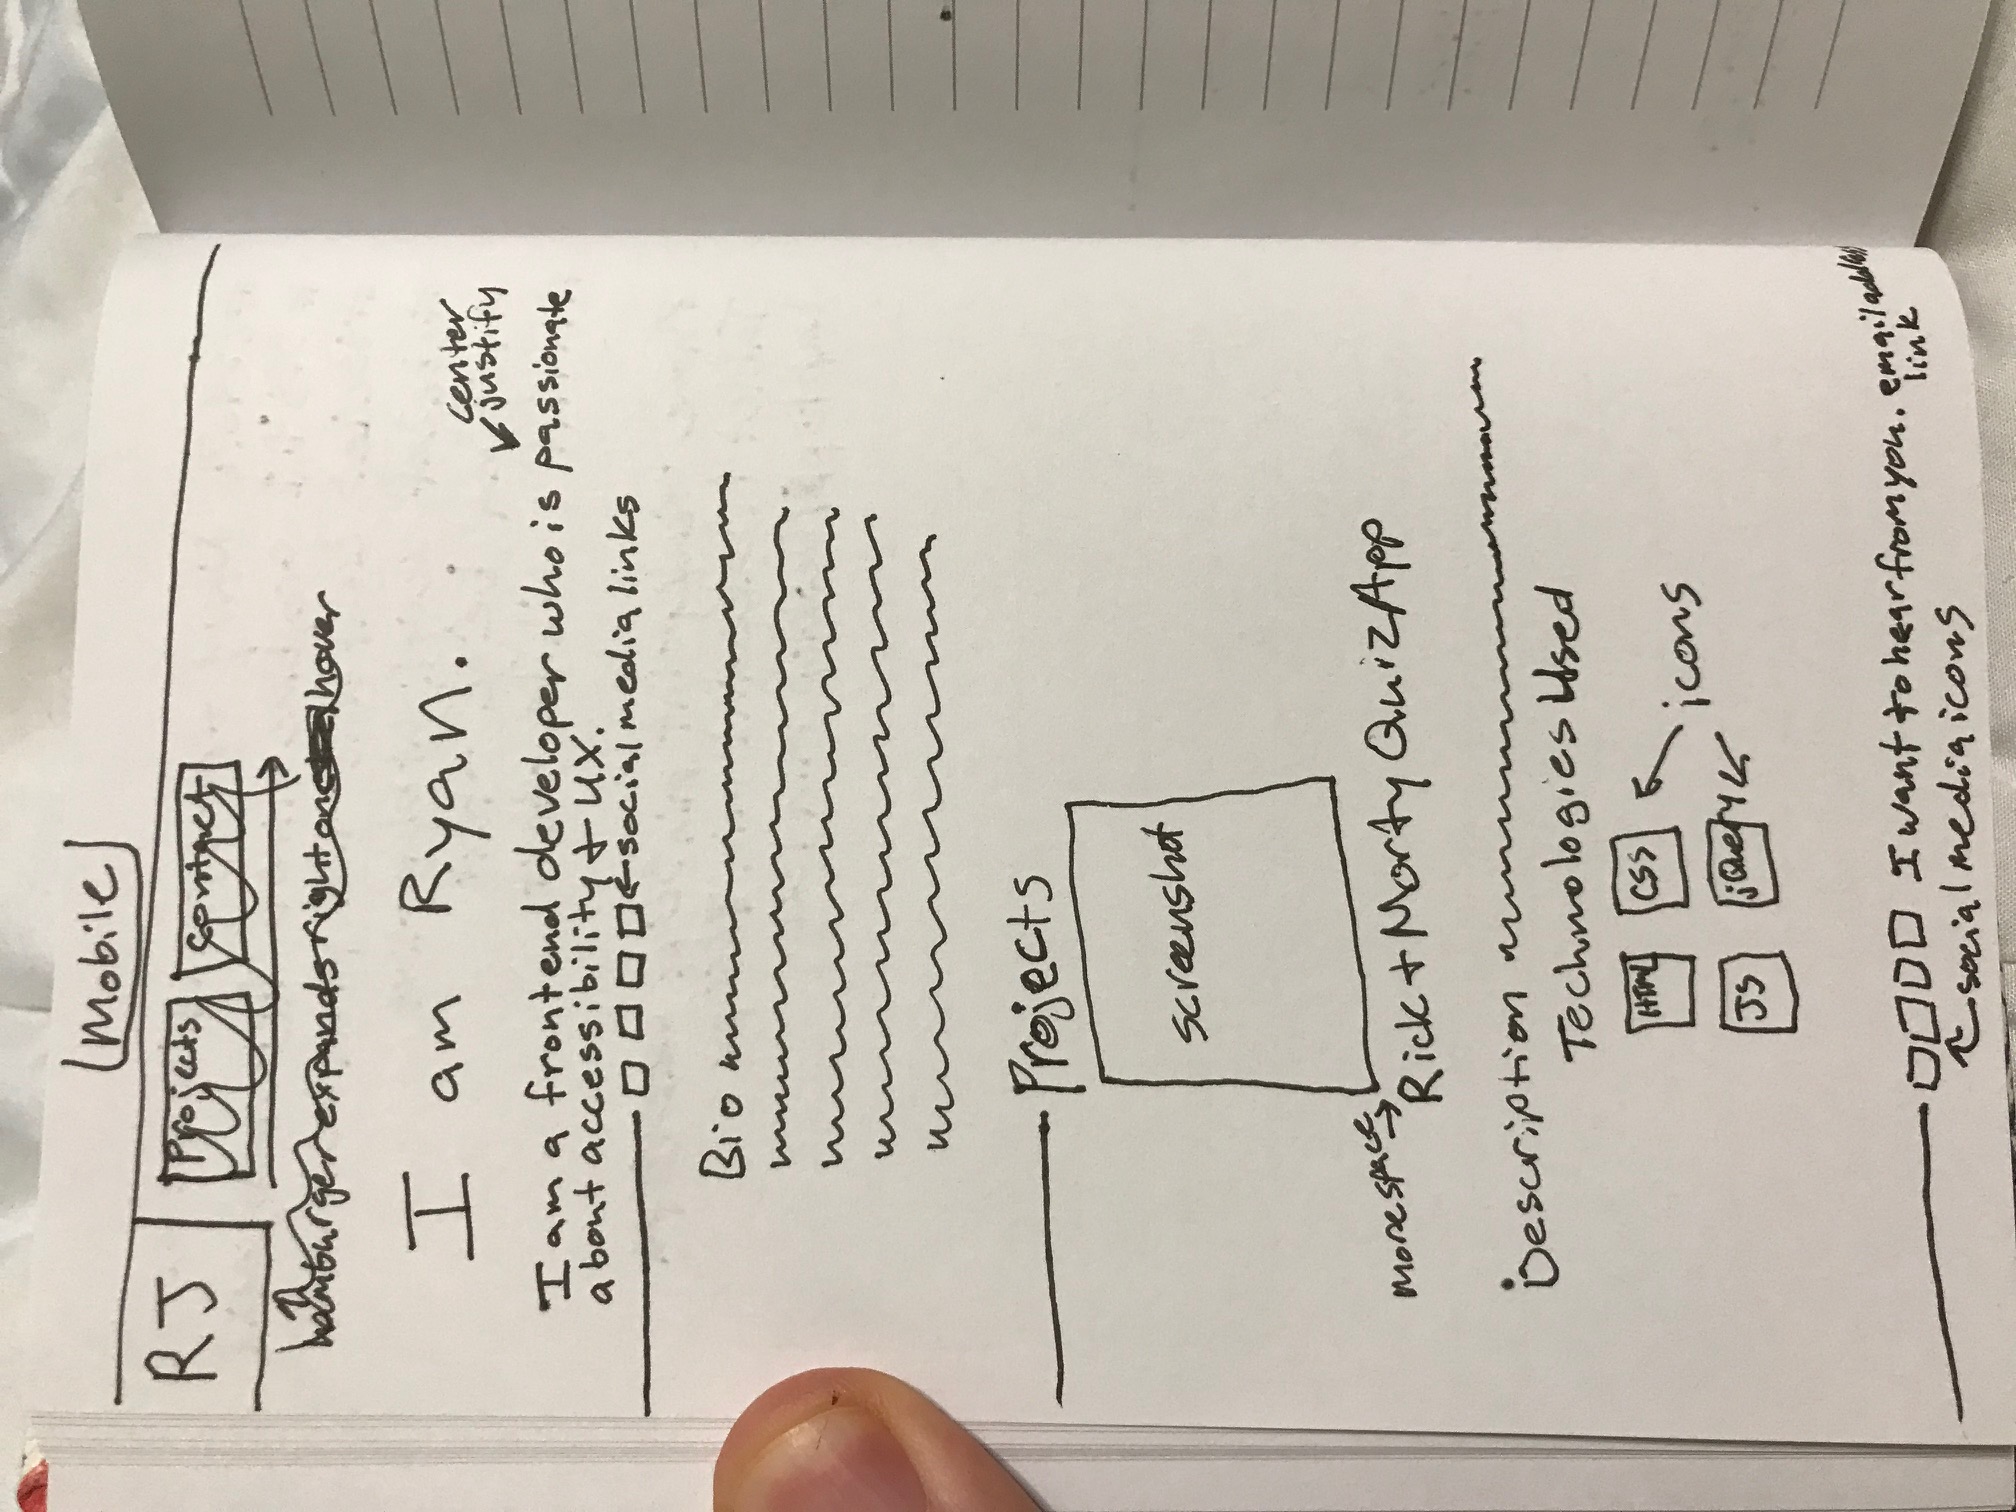 Mobile
RJ
Projects
contact
hamburger expands right on hover
I am Ryan.
center
justify
I am a frontend developer who is passionate
about accessibility + UX.
social media links
Bio
Projects
screenshot
more space
Rick + Morty Quiz App
Description
Technologies Used
HTML
CSS
icons
JS
jQuery
I want to hear from you. email address
link
social media icons